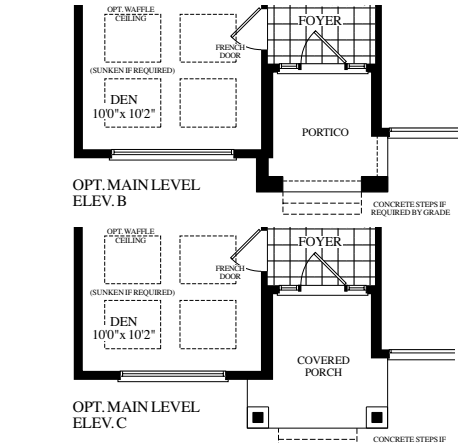 OPT. WAFFLE
CEILING
FOYER
FRENCH
DOOR
(SUNKEN IF REQUIRED)
DEN
10'0"x 10'2"
PORTICO
OPT. MAIN LEVEL
ELEV. B
CONCRETE STEPS IF
REQUIRED BY GRADE
OPT. WAFFLE
CEILING
FOYER
FRENCH
DOOR
(SUNKEN IF REQUIRED)
DEN
10'0"x 10'2"
COVERED
PORCH
OPT. MAIN LEVEL
ELEV. C
CONCRETE STEPS IF